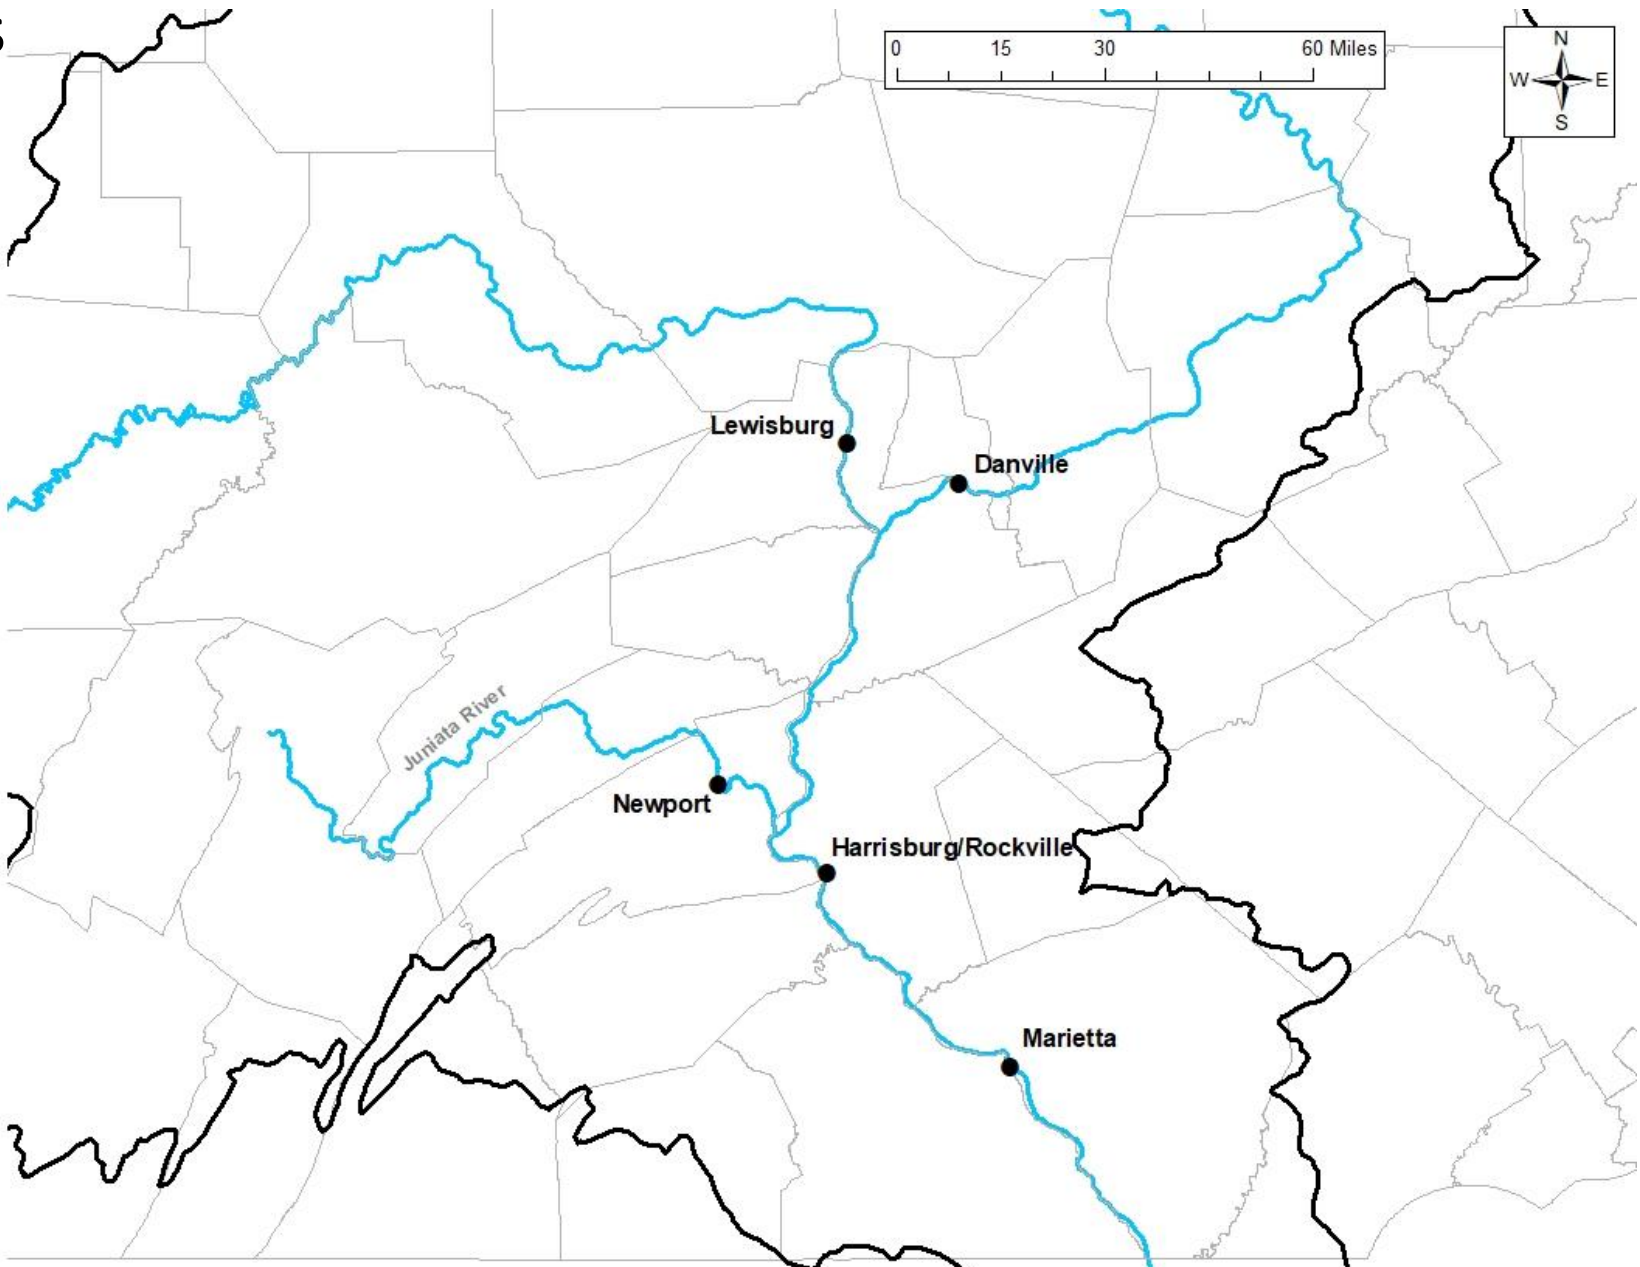 0 15 30 60 Miles
N
W E
S
Lewisburg
Danville
Juniata River
Newport
Harrisburg/Rockville
Marietta